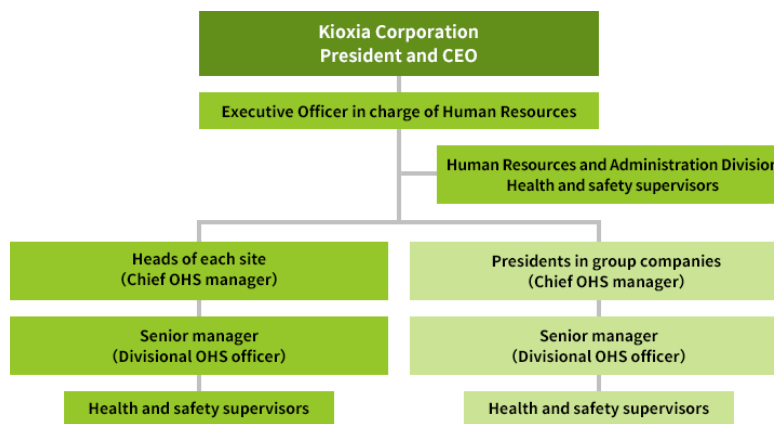 Kioxia Corporation
President and CEO
Executive Officer in charge of Human Resources
Human Resources and Administration Division
Health and safety supervisors
Heads of each site
（Chief OHS manager）
Presidents in group companies
（Chief OHS manager）
Senior manager
（Divisional OHS officer）
Senior manager
（Divisional OHS officer）
Health and safety supervisors
Health and safety supervisors